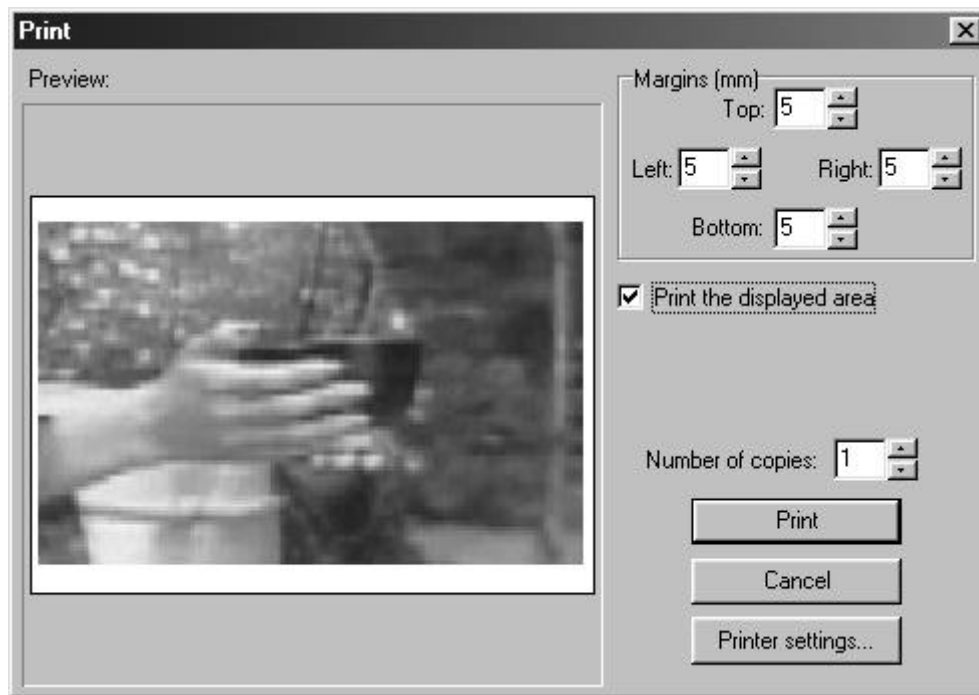 Print
Preview:
Margins (mm)
Top: 5
Left: 5 Right: 5
Bottom: 5
Print the displayed area
Number of copies: 1
Print
Cancel
Printer settings...